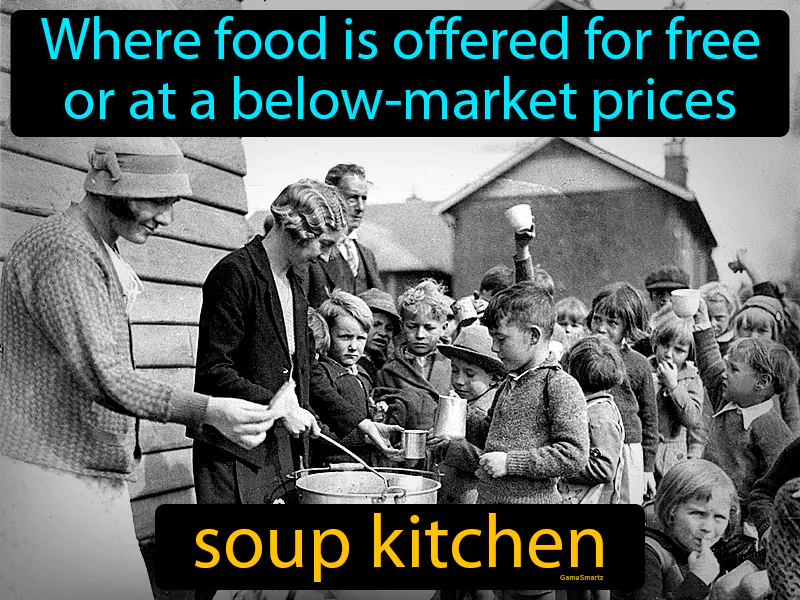 Where food is offered for free
or at a below-market prices
soup kitchen
GameSmartz